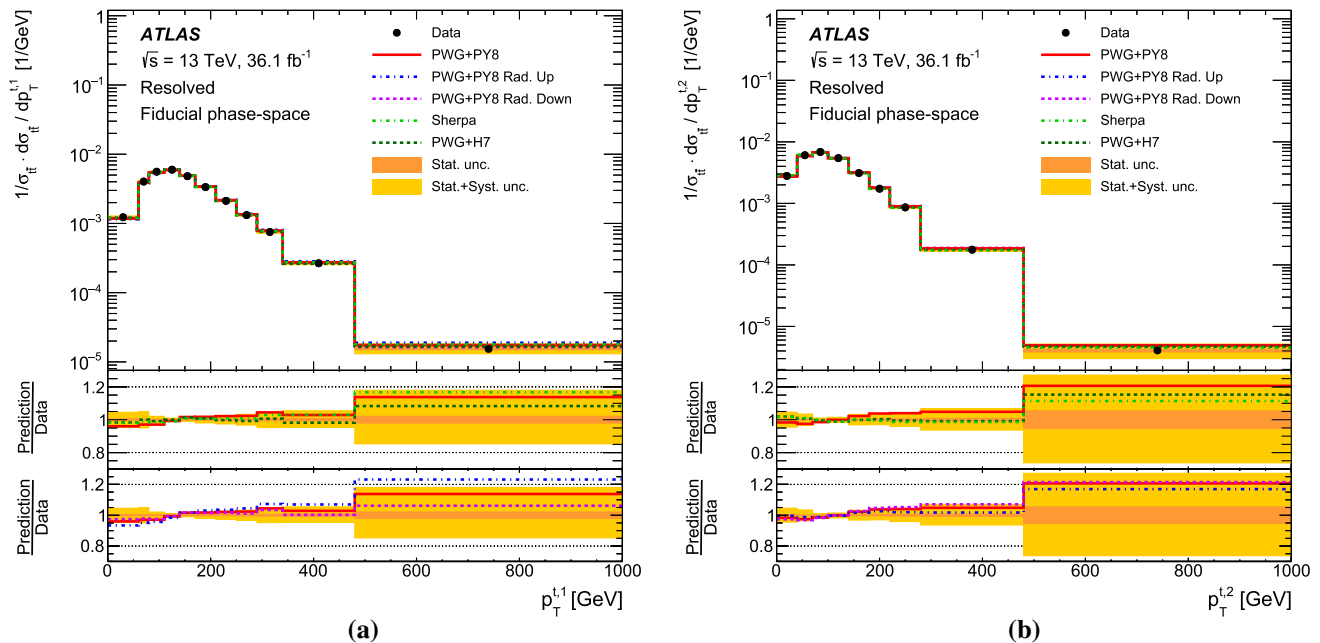 1/σ_tt̄ · dσ_tt̄ / dp_T^{t,1} [1/GeV]
1
10⁻¹
10⁻²
10⁻³
10⁻⁴
10⁻⁵
ATLAS
√s = 13 TeV, 36.1 fb⁻¹
Resolved
Fiducial phase-space
Data
PWG+PY8
PWG+PY8 Rad. Up
PWG+PY8 Rad. Down
Sherpa
PWG+H7
Stat. unc.
Stat.+Syst. unc.
Prediction
Data
1.2
1
0.8
Prediction
Data
1.2
1
0.8
0 200 400 600 800 1000
p_T^{t,1} [GeV]
(a)
1/σ_tt̄ · dσ_tt̄ / dp_T^{t,2} [1/GeV]
1
10⁻¹
10⁻²
10⁻³
10⁻⁴
10⁻⁵
ATLAS
√s = 13 TeV, 36.1 fb⁻¹
Resolved
Fiducial phase-space
Data
PWG+PY8
PWG+PY8 Rad. Up
PWG+PY8 Rad. Down
Sherpa
PWG+H7
Stat. unc.
Stat.+Syst. unc.
Prediction
Data
1.2
1
0.8
Prediction
Data
1.2
1
0.8
0 200 400 600 800 1000
p_T^{t,2} [GeV]
(b)